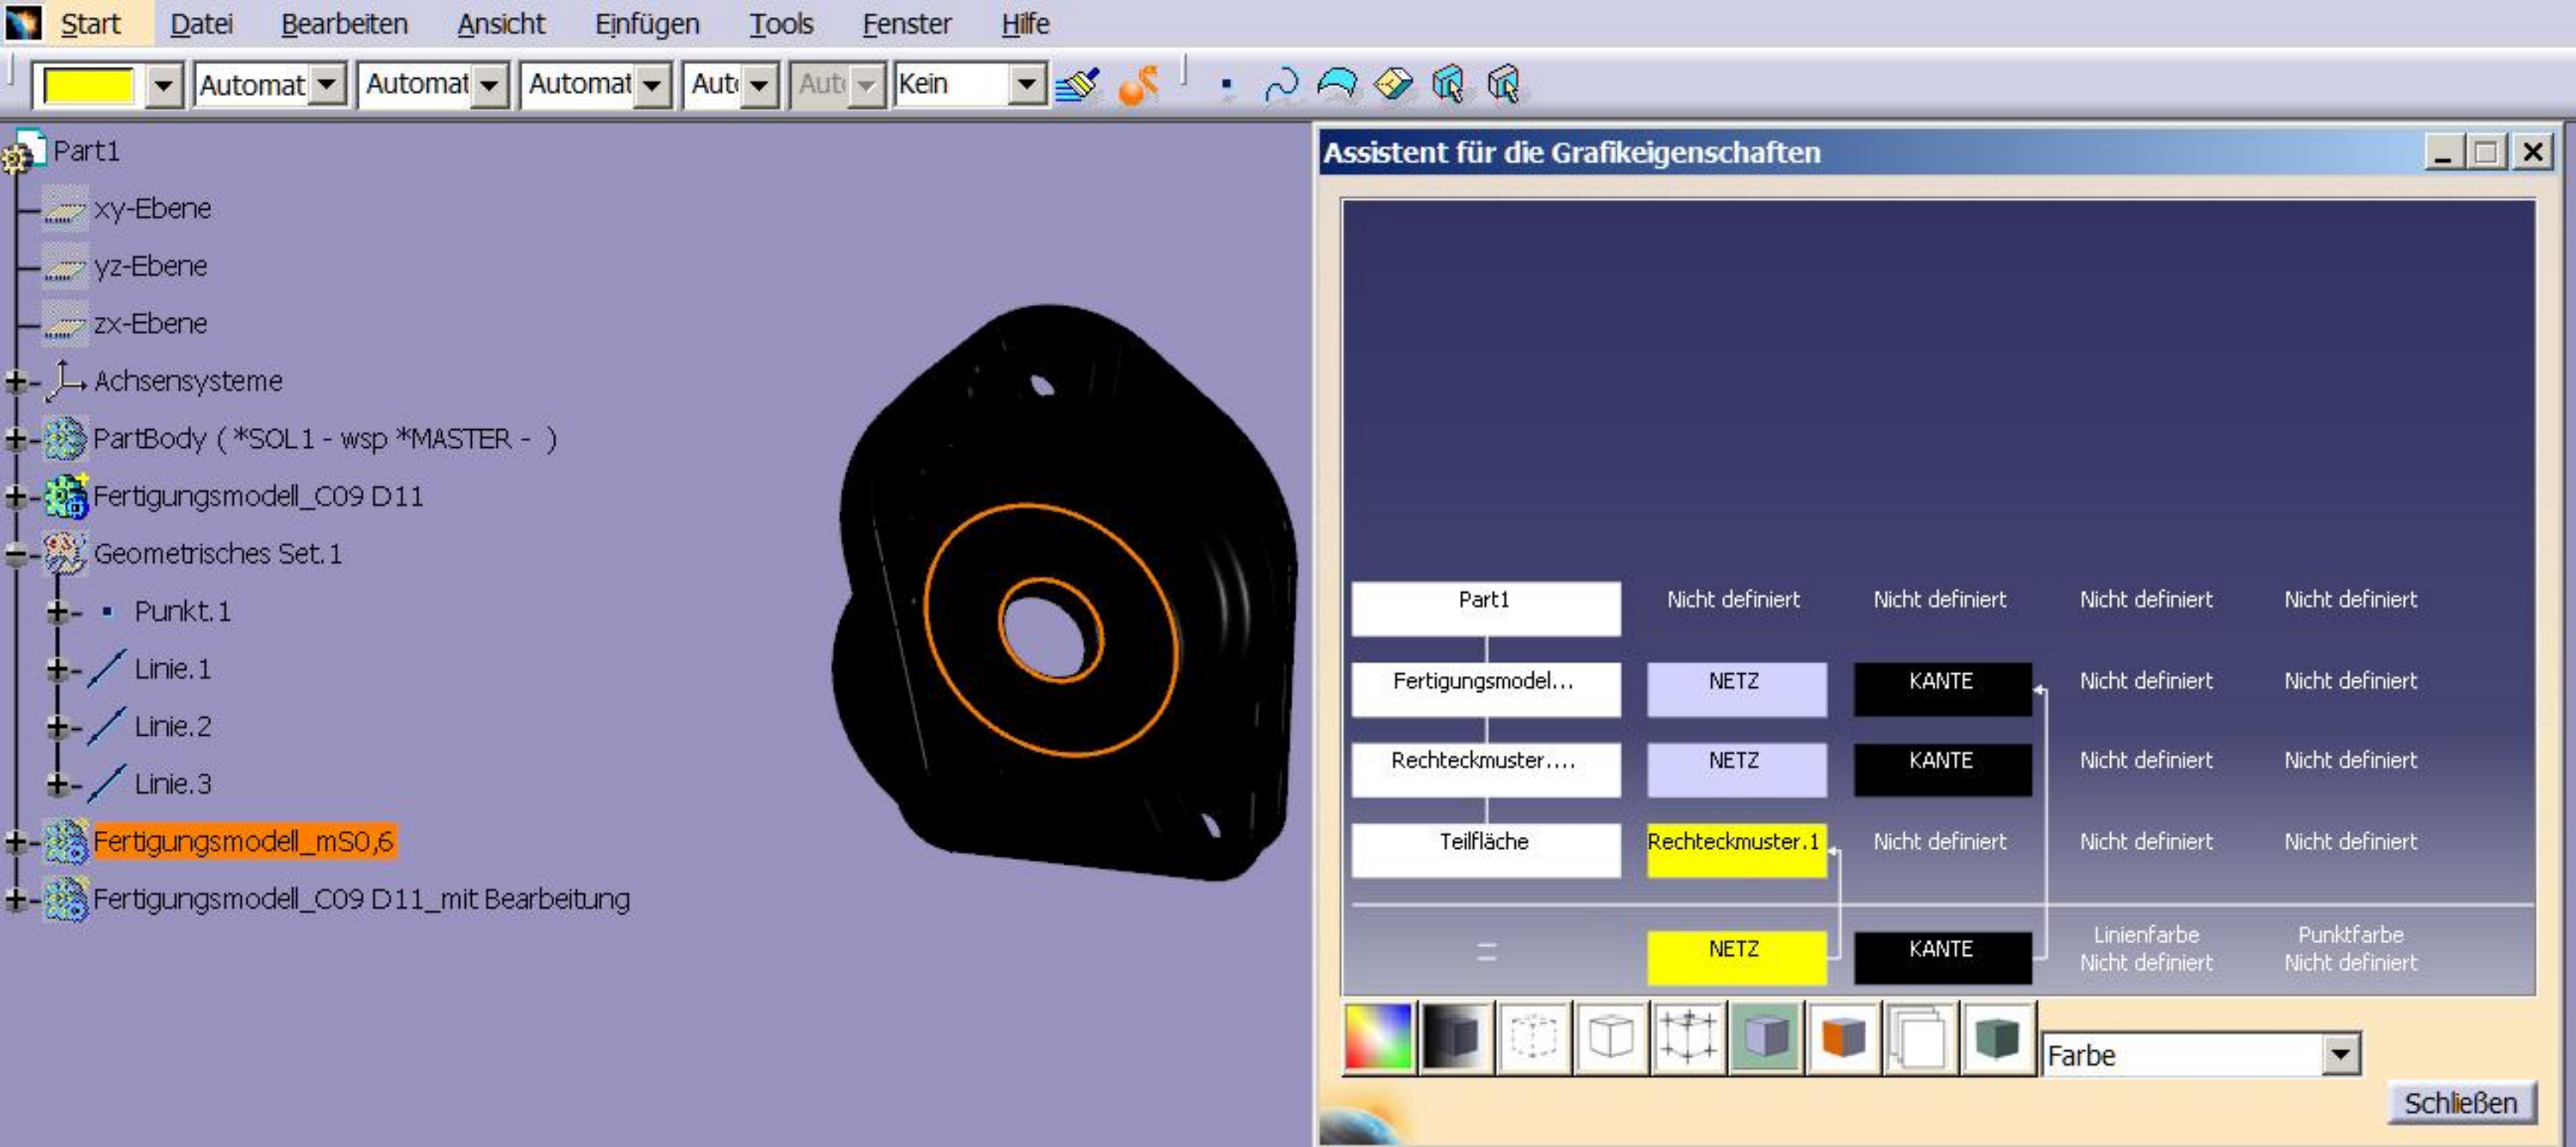 Start Datei Bearbeiten Ansicht Einfügen Tools Fenster Hilfe
Automat Automat Automat Aut Aut Kein
Part1
xy-Ebene
yz-Ebene
zx-Ebene
Achsensysteme
PartBody ( *SOL1 - wsp *MASTER - )
Fertigungsmodell_C09 D11
Geometrisches Set.1
Punkt.1
Linie.1
Linie.2
Linie.3
Fertigungsmodell_mS0,6
Fertigungsmodell_C09 D11_mit Bearbeitung
Assistent für die Grafikeigenschaften
Part1 Nicht definiert Nicht definiert Nicht definiert Nicht definiert
Fertigungsmodel... NETZ KANTE Nicht definiert Nicht definiert
Rechteckmuster.... NETZ KANTE Nicht definiert Nicht definiert
Teilfläche Rechteckmuster.1 Nicht definiert Nicht definiert Nicht definiert
= NETZ KANTE Linienfarbe Punktfarbe
Nicht definiert Nicht definiert
Farbe
Schließen